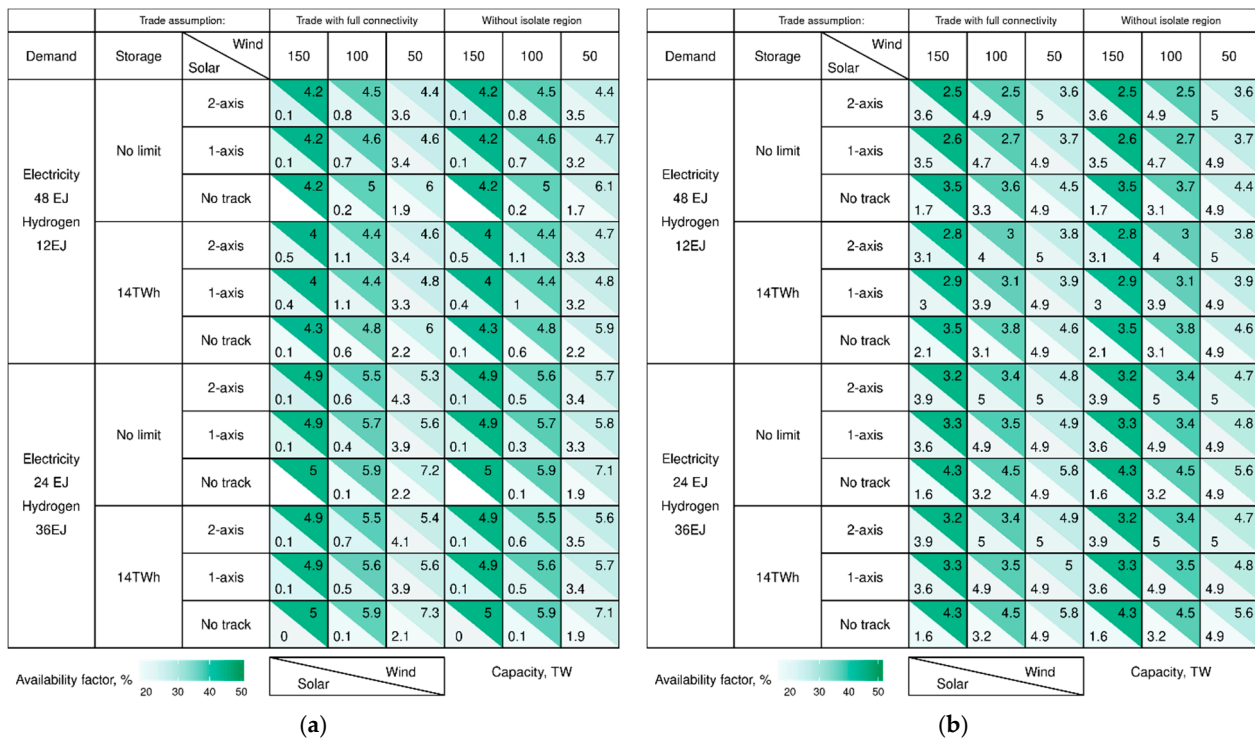 Trade assumption: Trade with full connectivity Without isolate region
Demand Storage Wind Solar 150 100 50 150 100 50
Electricity 48 EJ Hydrogen 12EJ
No limit
2-axis 4.2 0.1 4.5 0.8 4.4 3.6 4.2 0.1 4.5 0.8 4.4 3.5
1-axis 4.2 0.1 4.6 0.7 4.6 3.4 4.2 0.1 4.6 0.7 4.7 3.2
No track 4.2 5 0.2 6 1.9 4.2 5 0.2 6.1 1.7
14TWh
2-axis 4 0.5 4.4 1.1 4.6 3.4 4 0.5 4.4 1.1 4.7 3.3
1-axis 4 0.4 4.4 1.1 4.8 3.3 4 0.4 4.4 1 4.8 3.2
No track 4.3 0.1 4.8 0.6 6 2.2 4.3 0.1 4.8 0.6 5.9 2.2
Electricity 24 EJ Hydrogen 36EJ
No limit
2-axis 4.9 0.1 5.5 0.6 5.3 4.3 4.9 0.1 5.6 0.5 5.7 3.4
1-axis 4.9 0.1 5.7 0.4 5.6 3.9 4.9 0.1 5.7 0.3 5.8 3.3
No track 5 5.9 0.1 7.2 2.2 5 5.9 0.1 7.1 1.9
14TWh
2-axis 4.9 0.1 5.5 0.7 5.4 4.1 4.9 0.1 5.5 0.6 5.6 3.5
1-axis 4.9 0.1 5.6 0.5 5.6 3.9 4.9 0.1 5.6 0.5 5.7 3.4
No track 5 0 5.9 0.1 7.3 2.1 5 0 5.9 0.1 7.1 1.9
Availability factor, % 20 30 40 50 Wind Solar Capacity, TW
(a)
Trade assumption: Trade with full connectivity Without isolate region
Demand Storage Wind Solar 150 100 50 150 100 50
Electricity 48 EJ Hydrogen 12EJ
No limit
2-axis 2.5 3.6 2.5 4.9 3.6 5 2.5 3.6 2.5 4.9 3.6 5
1-axis 2.6 3.5 2.7 4.7 3.7 4.9 2.6 3.5 2.7 4.7 3.7 4.9
No track 3.5 1.7 3.6 3.3 4.5 4.9 3.5 1.7 3.7 3.1 4.4 4.9
14TWh
2-axis 2.8 3.1 3 4 3.8 5 2.8 3.1 3 4 3.8 5
1-axis 2.9 3 3.1 3.9 3.9 4.9 2.9 3 3.1 3.9 3.9 4.9
No track 3.5 2.1 3.8 3.1 4.6 4.9 3.5 2.1 3.8 3.1 4.6 4.9
Electricity 24 EJ Hydrogen 36EJ
No limit
2-axis 3.2 3.9 3.4 5 4.8 5 3.2 3.9 3.4 5 4.7 5
1-axis 3.3 3.6 3.5 4.9 4.9 4.9 3.3 3.6 3.4 4.9 4.8 4.9
No track 4.3 1.6 4.5 3.2 5.8 4.9 4.3 1.6 4.5 3.2 5.6 4.9
14TWh
2-axis 3.2 3.9 3.4 5 4.9 5 3.2 3.9 3.4 5 4.7 5
1-axis 3.3 3.6 3.5 4.9 5 4.9 3.3 3.6 3.5 4.9 4.8 4.9
No track 4.3 1.6 4.5 3.2 5.8 4.9 4.3 1.6 4.5 3.2 5.6 4.9
Availability factor, % 20 30 40 50 Wind Solar Capacity, TW
(b)